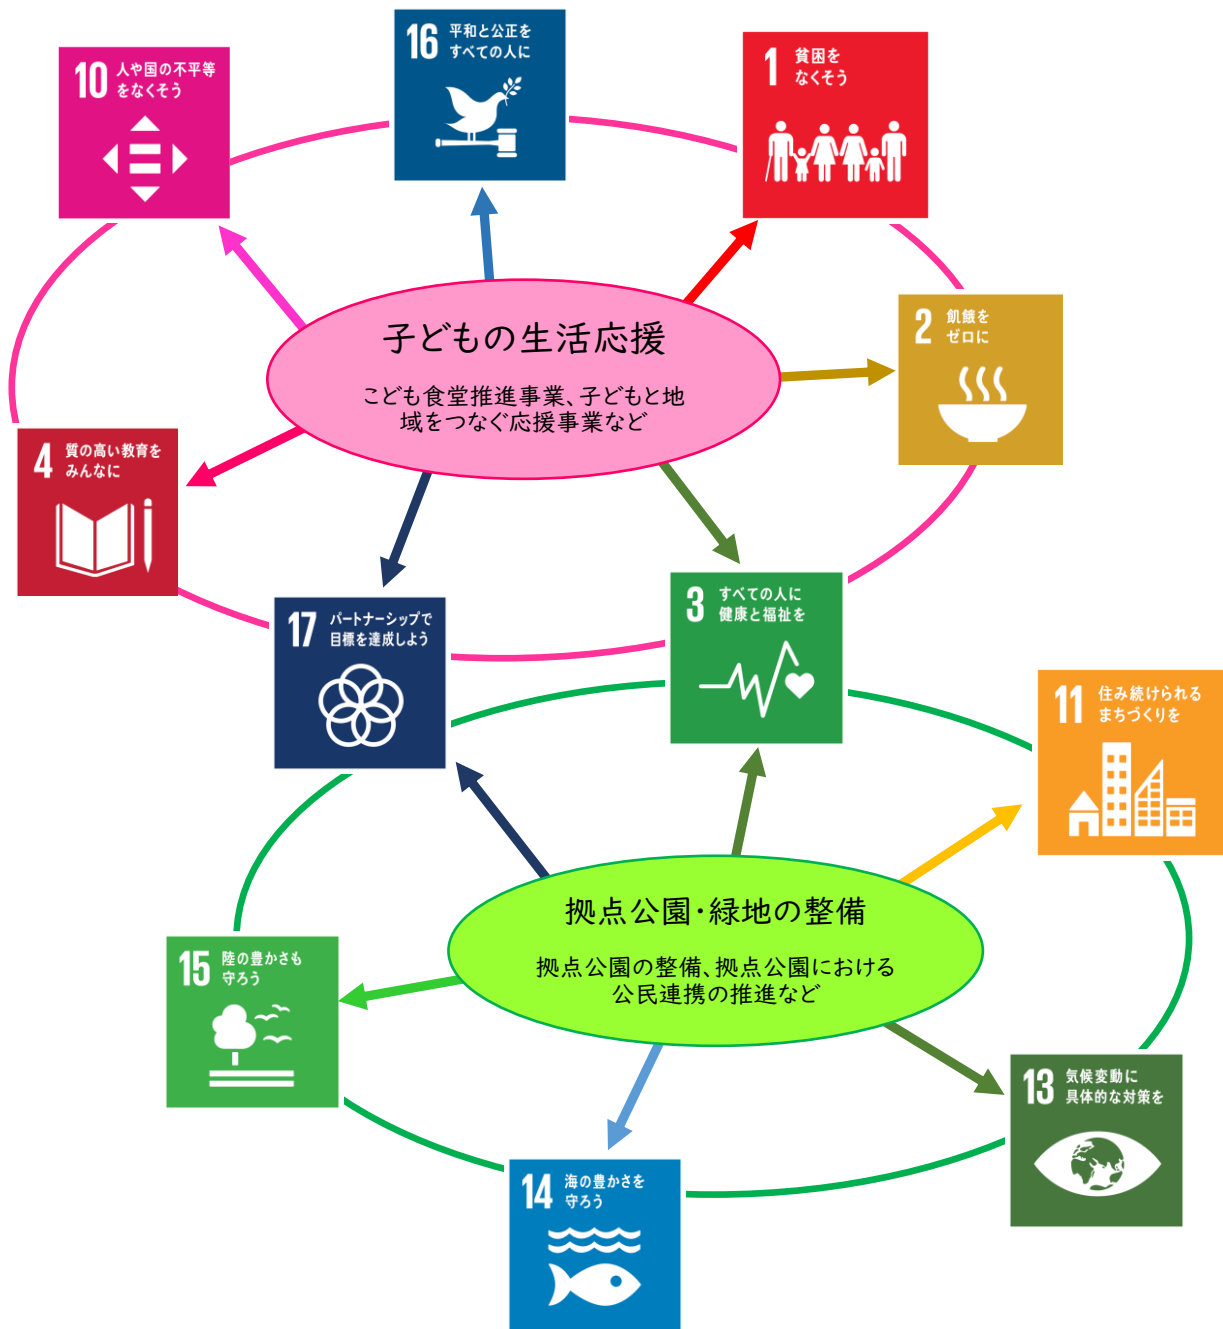 16 平和と公正を
すべての人に
10 人や国の不平等
をなくそう
1 貧困を
なくそう
2 飢餓を
ゼロに
子どもの生活応援
こども食堂推進事業、子どもと地
域をつなぐ応援事業など
4 質の高い教育を
みんなに
17 パートナーシップで
目標を達成しよう
3 すべての人に
健康と福祉を
11 住み続けられる
まちづくりを
拠点公園・緑地の整備
拠点公園の整備、拠点公園における
公民連携の推進など
15 陸の豊かさも
守ろう
13 気候変動に
具体的な対策を
14 海の豊かさを
守ろう